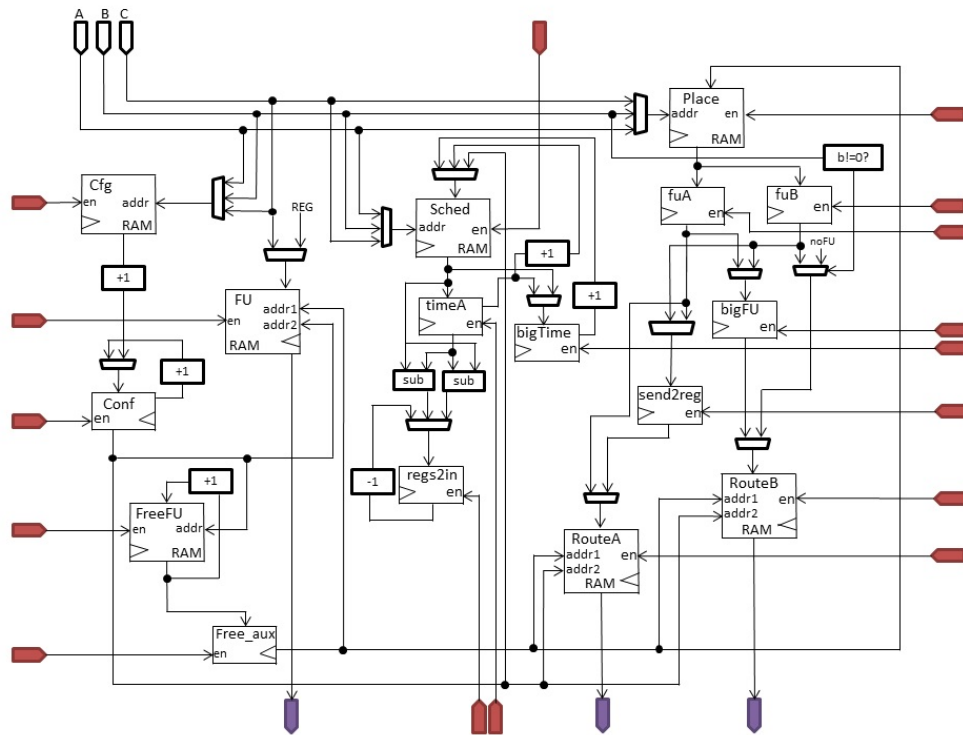 A B C
Place
addr en
RAM
b!=0?
Cfg
en addr
RAM
REG
Sched
addr en
RAM
fuA
en
fuB
en
noFU
+1
+1
+1
FU
addr1
en addr2
RAM
timeA
en
bigTime
en
bigFU
en
+1
sub sub
Conf
en
send2reg
en
-1
regs2in
en
+1
FreeFU
en addr
RAM
RouteB
addr1 en
addr2
RAM
RouteA
addr1 en
addr2
RAM
Free_aux
en